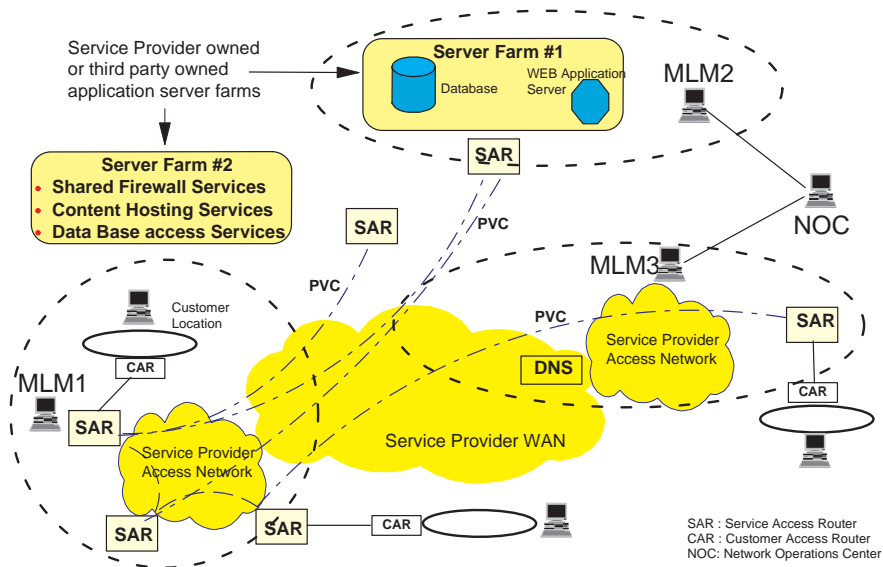 Service Provider owned
or third party owned
application server farms
Server Farm #1
Database
WEB Application
Server
MLM2
SAR
Server Farm #2
• Shared Firewall Services
• Content Hosting Services
• Data Base access Services
SAR
PVC
NOC
PVC
MLM3
Customer
Location
PVC
SAR
Service Provider
Access Network
CAR
MLM1
DNS
CAR
SAR
Service Provider WAN
Service Provider
Access Network
SAR
SAR
CAR
SAR : Service Access Router
CAR : Customer Access Router
NOC: Network Operations Center